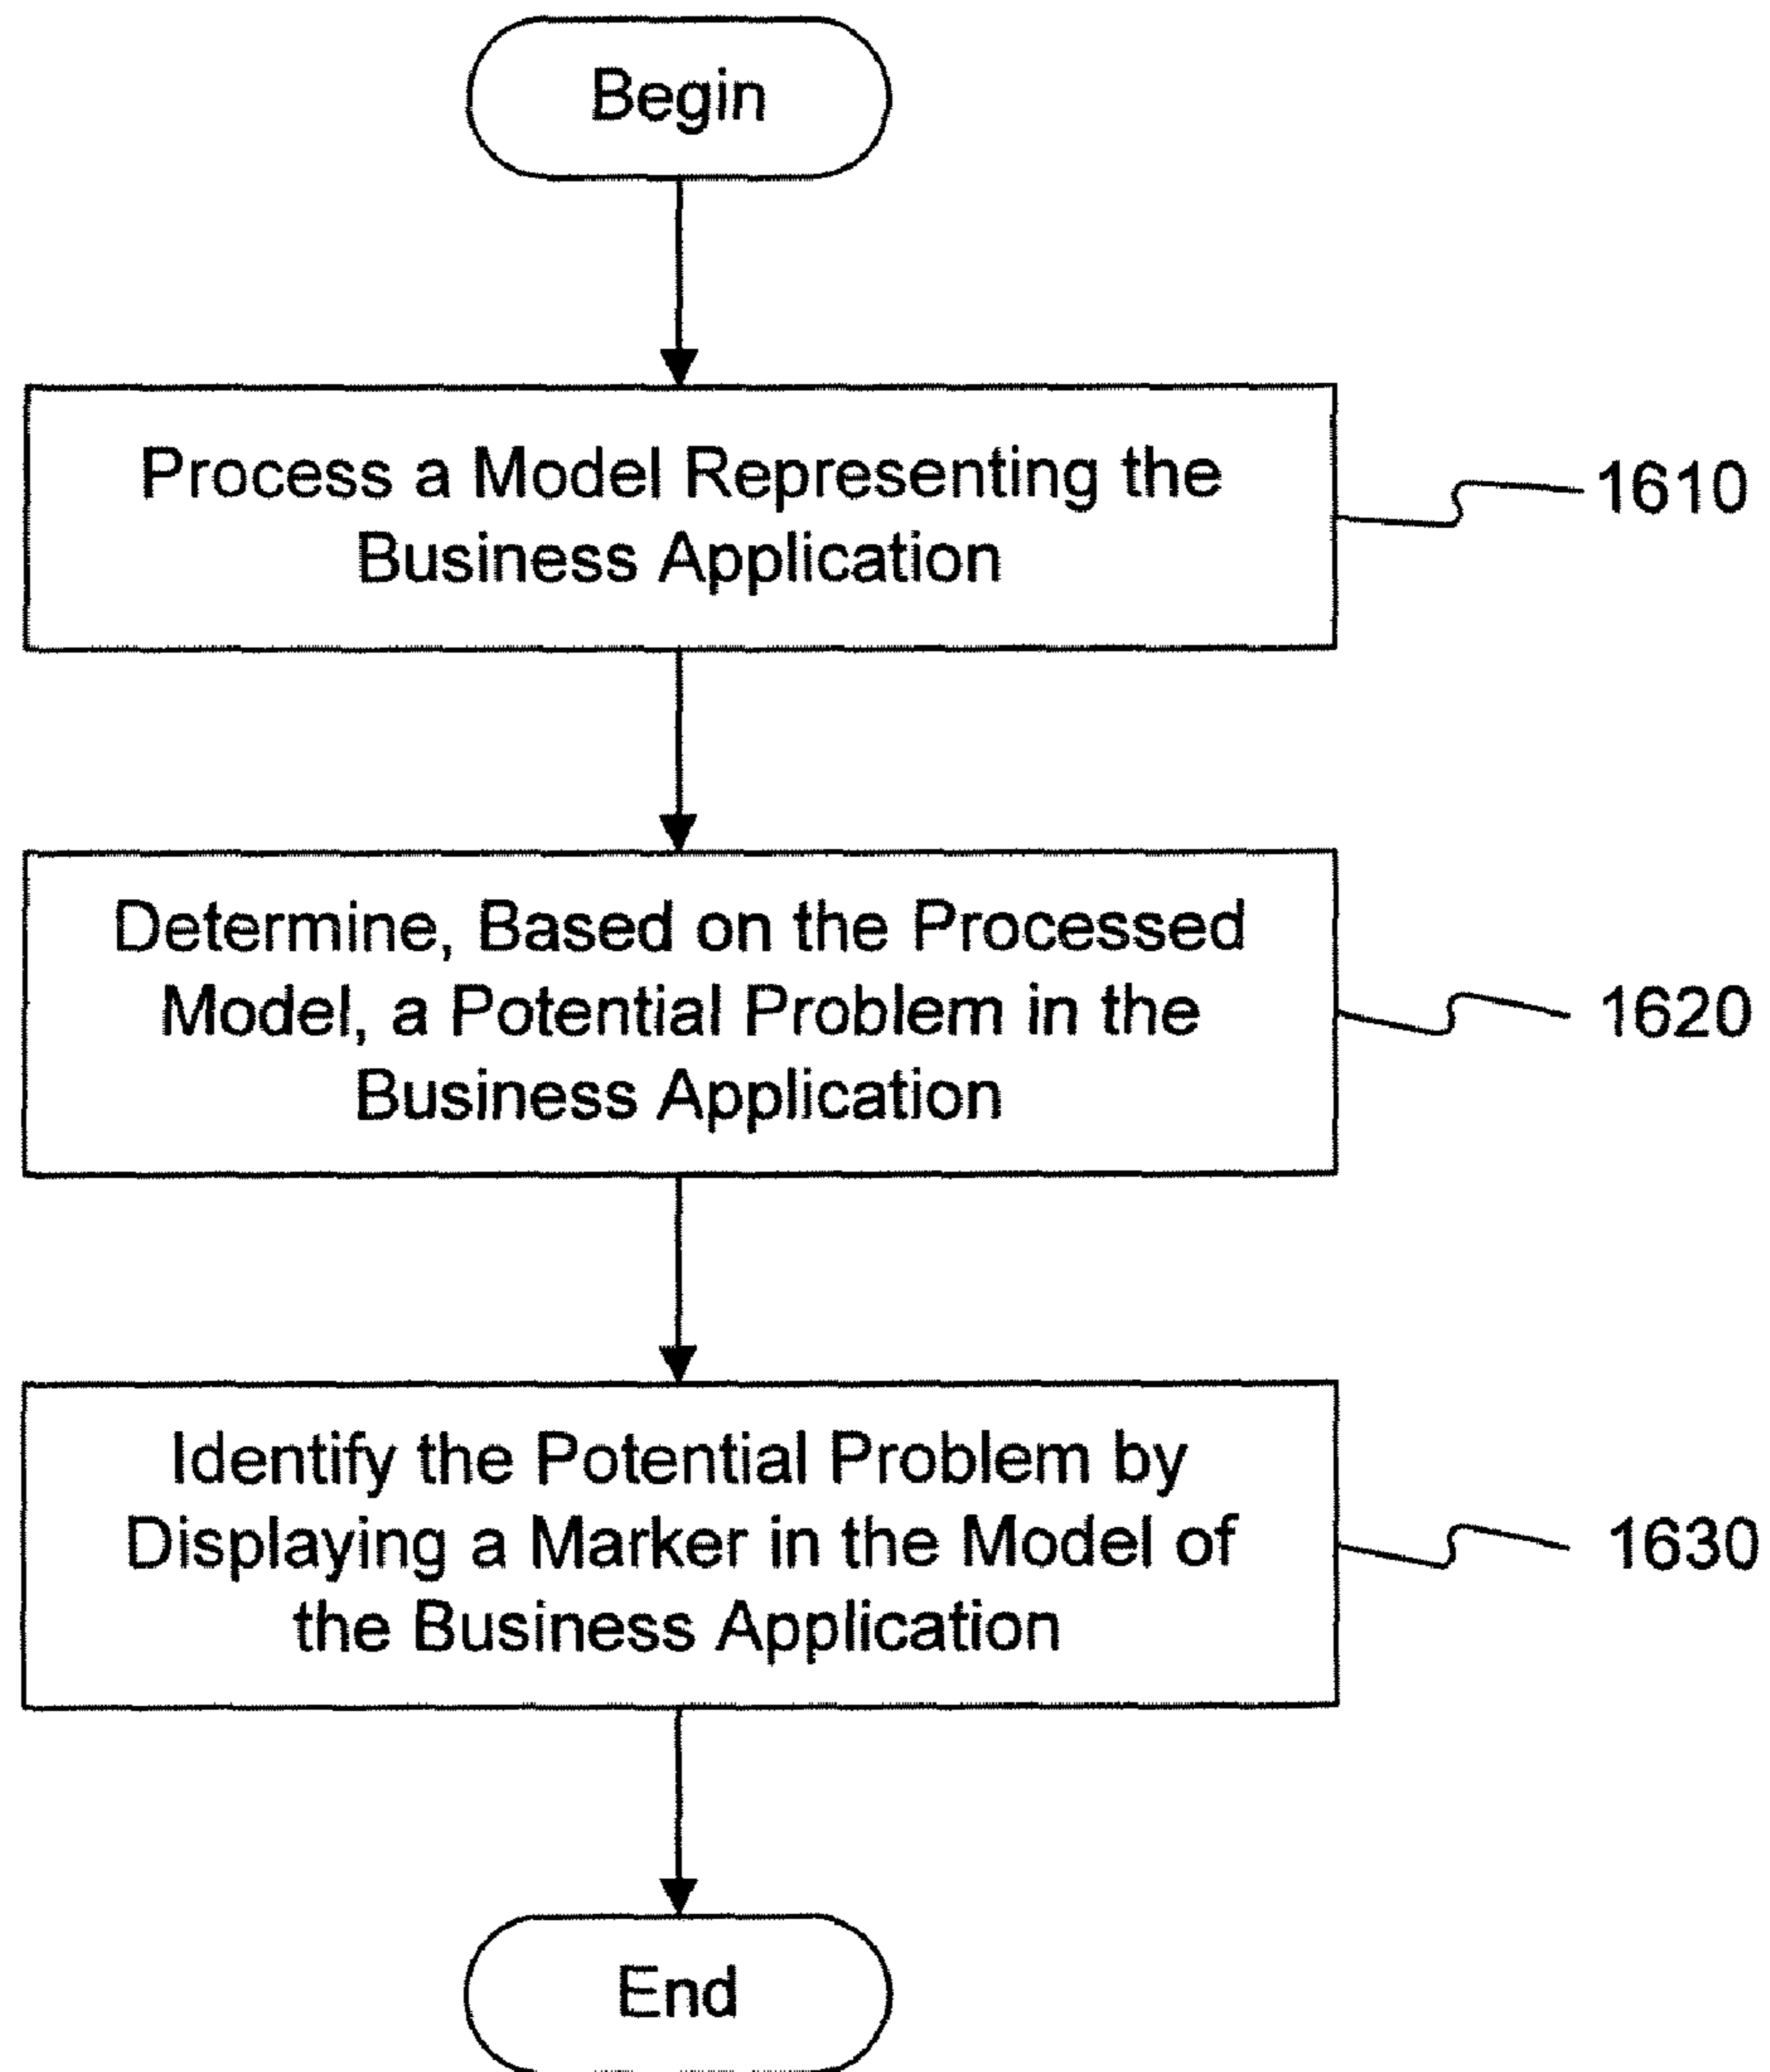 Begin
Process a Model Representing the
Business Application
1610
Determine, Based on the Processed
Model, a Potential Problem in the
Business Application
1620
Identify the Potential Problem by
Displaying a Marker in the Model of
the Business Application
1630
End